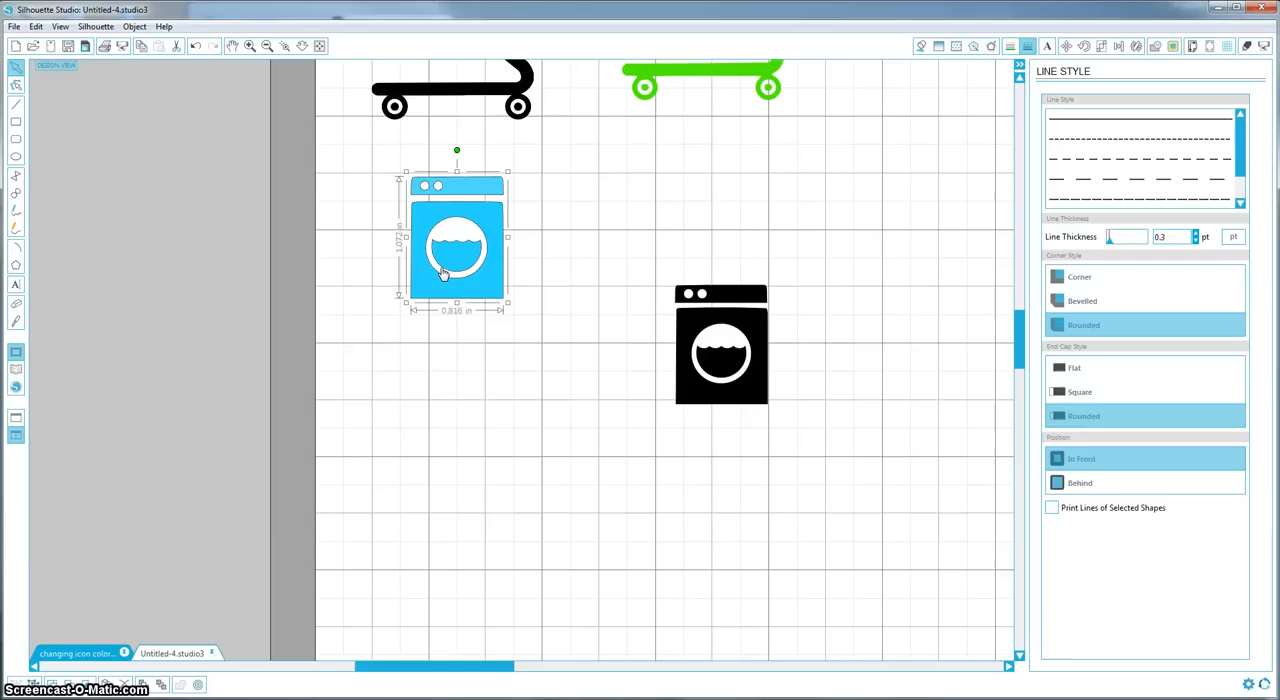 Silhouette Studio: Untitled-4.studio3
File Edit View Silhouette Object Help
DESIGN VIEW
LINE STYLE
Line Style
Line Thickness
Line Thickness 0.3 pt pt
Corner Style
Corner
Bevelled
Rounded
End Cap Style
Flat
Square
Rounded
Position
In Front
Behind
Print Lines of Selected Shapes
1.072 in
0.816 in
changing icon color... x Untitled-4.studio3 x
Screencast-O-Matic.com